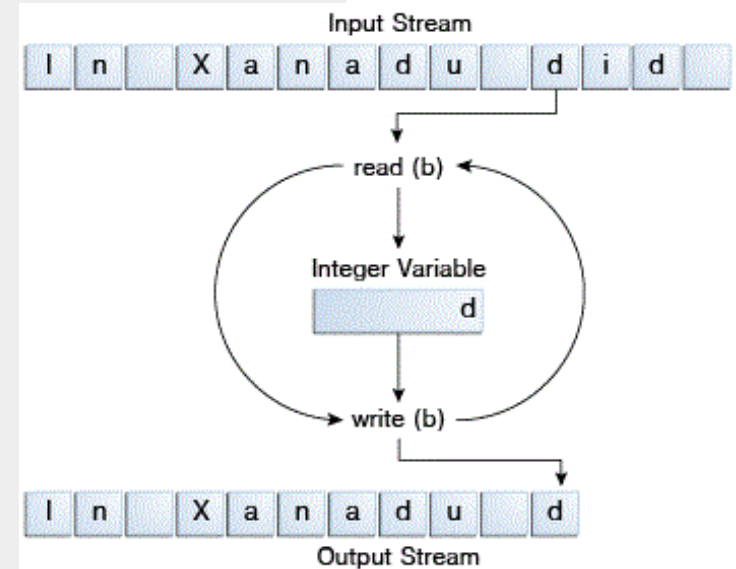 Input Stream
I n X a n a d u d i d
read (b)
Integer Variable
d
write (b)
I n X a n a d u d
Output Stream